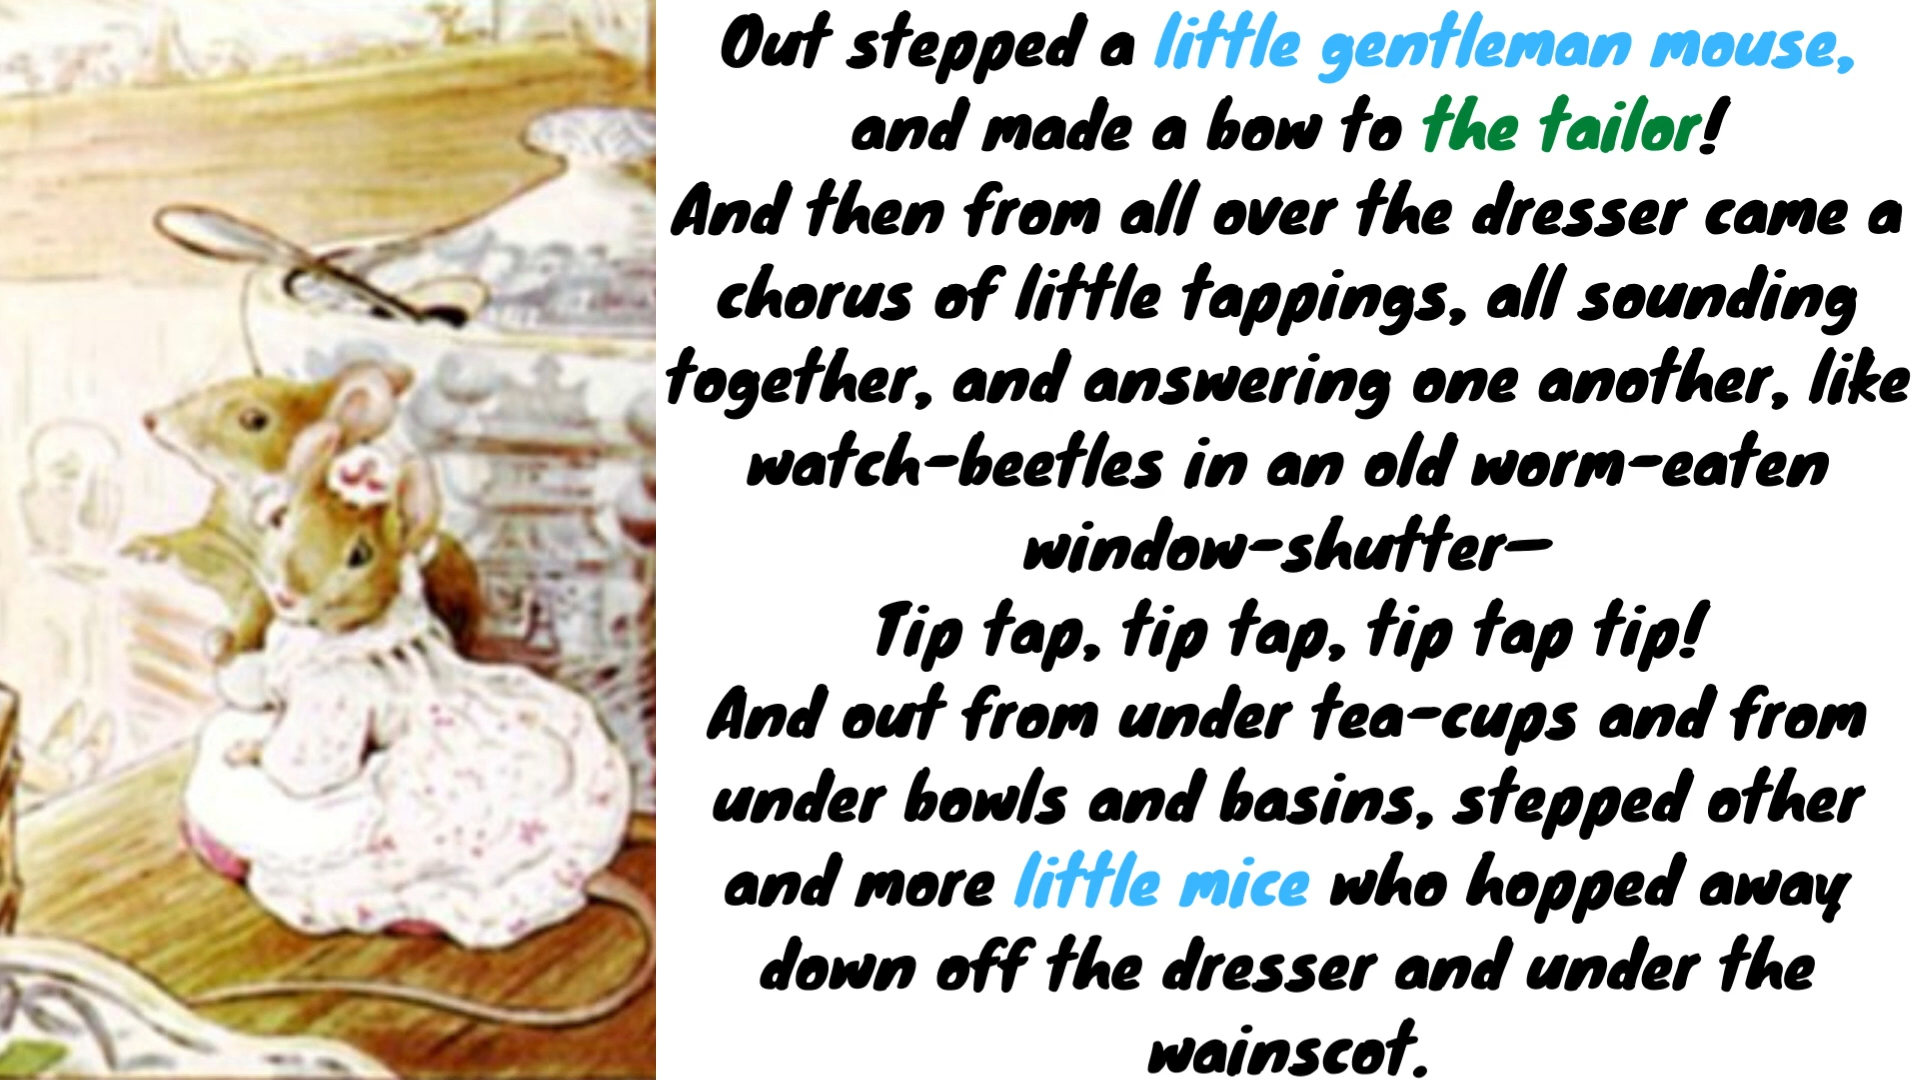 Out stepped a little gentleman mouse,
and made a bow to the tailor!
And then from all over the dresser came a
chorus of little tappings, all sounding
together, and answering one another, like
watch-beetles in an old worm-eaten
window-shutter—
Tip tap, tip tap, tip tap tip!
And out from under tea-cups and from
under bowls and basins, stepped other
and more little mice who hopped away
down off the dresser and under the
wainscot.